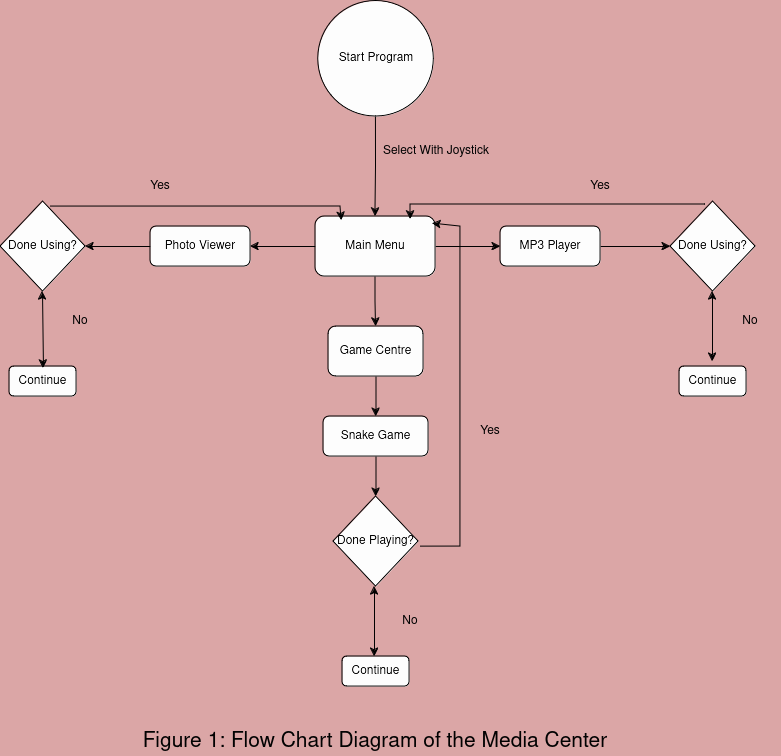 Start Program
Select With Joystick
Yes
Yes
Done Using?
Photo Viewer
Main Menu
MP3 Player
Done Using?
No
No
Continue
Game Centre
Continue
Snake Game
Yes
Done Playing?
No
Continue
Figure 1: Flow Chart Diagram of the Media Center